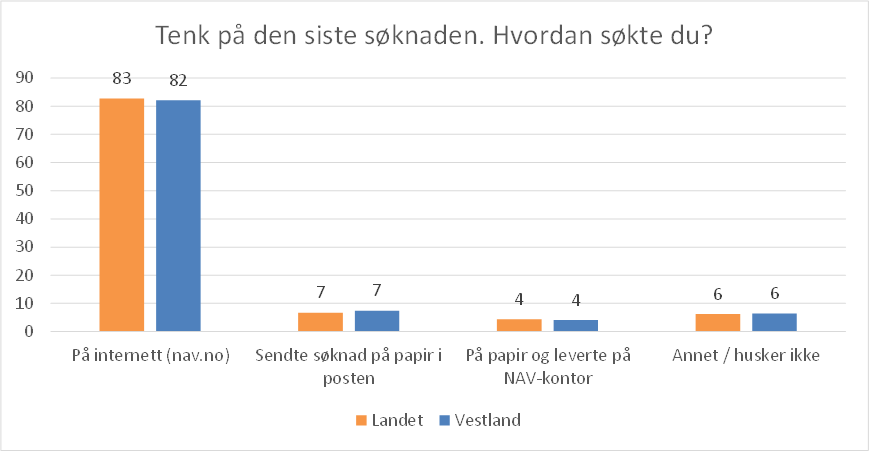 Tenk på den siste søknaden. Hvordan søkte du?
90
80
70
60
50
40
30
20
10
0
83
82
7
7
4
4
6
6
På internett (nav.no)
Sendte søknad på papir i
posten
På papir og leverte på
NAV-kontor
Annet / husker ikke
Landet
Vestland